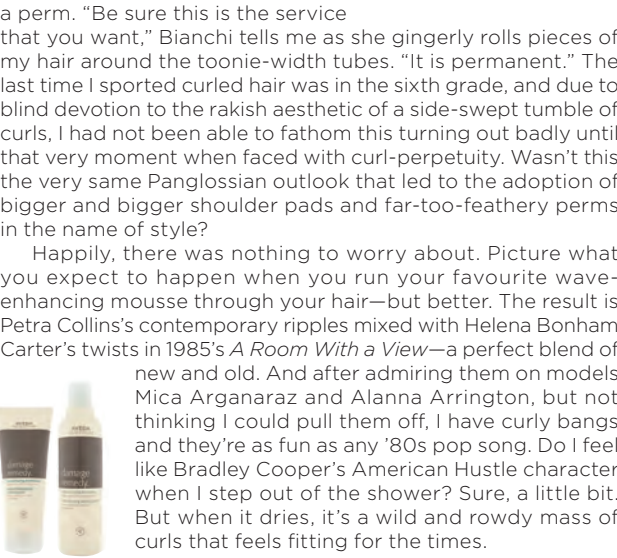 a perm. “Be sure this is the service
that you want,” Bianchi tells me as she gingerly rolls pieces of
my hair around the toonie-width tubes. “It is permanent.” The
last time I sported curled hair was in the sixth grade, and due to
blind devotion to the rakish aesthetic of a side-swept tumble of
curls, I had not been able to fathom this turning out badly until
that very moment when faced with curl-perpetuity. Wasn’t this
the very same Panglossian outlook that led to the adoption of
bigger and bigger shoulder pads and far-too-feathery perms
in the name of style?
Happily, there was nothing to worry about. Picture what
you expect to happen when you run your favourite wave-
enhancing mousse through your hair—but better. The result is
Petra Collins’s contemporary ripples mixed with Helena Bonham
Carter’s twists in 1985’s A Room With a View—a perfect blend of
new and old. And after admiring them on models
Mica Arganaraz and Alanna Arrington, but not
thinking I could pull them off, I have curly bangs
and they’re as fun as any ’80s pop song. Do I feel
like Bradley Cooper’s American Hustle character
when I step out of the shower? Sure, a little bit.
But when it dries, it’s a wild and rowdy mass of
curls that feels fitting for the times.
AVEDA
damage
remedy
AVEDA
damage
remedy